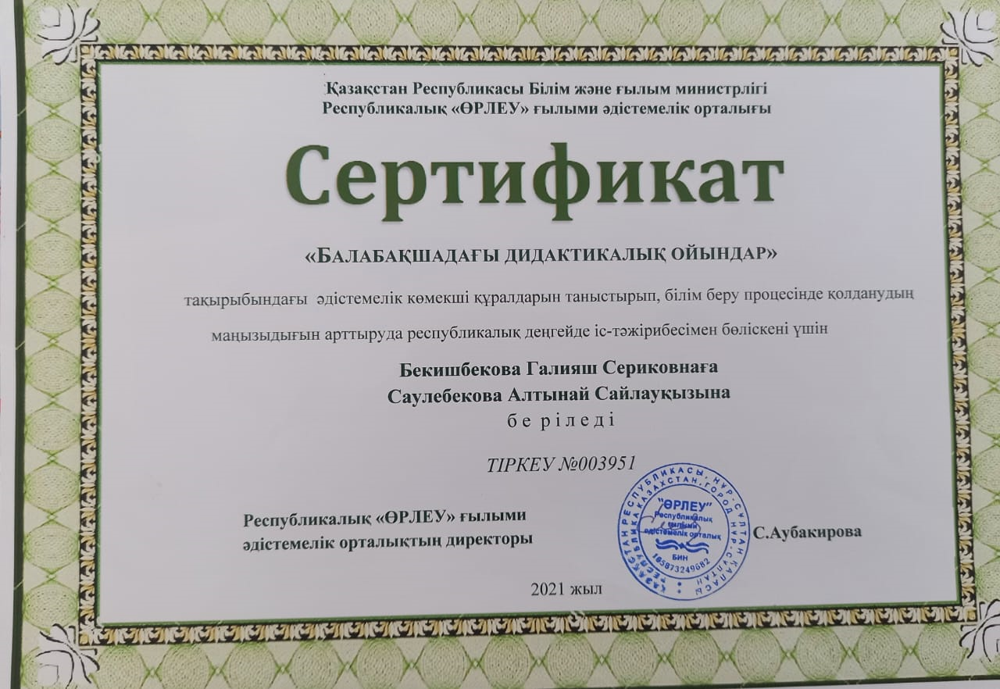 Қазақстан Республикасы Білім және ғылым министрлігі
Республикалық «ӨРЛЕУ» ғылыми әдістемелік орталығы
Сертификат
«БАЛАБАҚШАДАҒЫ ДИДАКТИКАЛЫҚ ОЙЫНДАР»
тақырыбындағы әдістемелік көмекші құралдарын таныстырып, білім беру процесінде қолданудың
маңызыдығын арттыруда республикалық деңгейде іс-тәжірибесімен бөліскені үшін
Бекишбекова Галияш Сериковнаға
Саулебекова Алтынай Сайлауқызына
б е р і л е д і
ТІРКЕУ №003951
Республикалық «ӨРЛЕУ» ғылыми
әдістемелік орталықтың директоры
ҚАЗАҚСТАН РЕСПУБЛИКАСЫ, НҰР-СҰЛТАН ҚАЛАСЫ
РЕСПУБЛИКА КАЗАХСТАН, ГОРОД НУР-СУЛТАН
"ӨРЛЕУ"
Республикалық
ғылыми
әдістемелік орталық
БИН
С.Аубакирова
2021 жыл